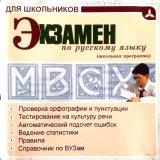 ДЛЯ ШКОЛЬНИКОВ
ЭКЗАМЕН
по русскому языку
(школьная программа)
• Проверка орфографии и пунктуации
• Тестирование на культуру речи
• Автоматический подсчет ошибок
• Ведение статистики
• Правила
• Справочник по ВУЗам